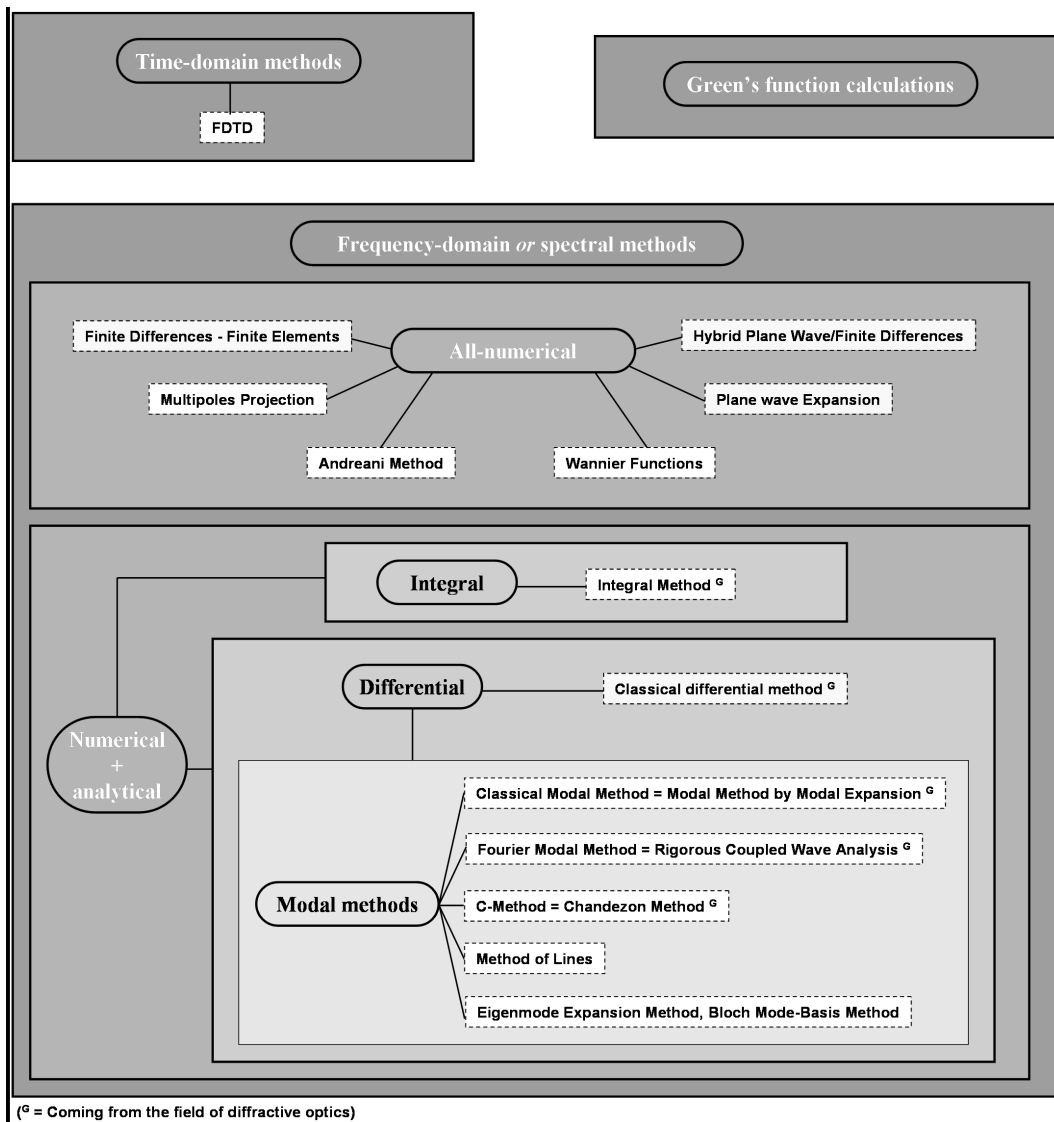 Time-domain methods
FDTD
Green's function calculations
Frequency-domain or spectral methods
Finite Differences - Finite Elements
All-numerical
Hybrid Plane Wave/Finite Differences
Multipoles Projection
Plane wave Expansion
Andreani Method
Wannier Functions
Integral
Integral Method G
Differential
Classical differential method G
Numerical
+
analytical
Classical Modal Method = Modal Method by Modal Expansion G
Fourier Modal Method = Rigorous Coupled Wave Analysis G
Modal methods
C-Method = Chandezon Method G
Method of Lines
Eigenmode Expansion Method, Bloch Mode-Basis Method
(G = Coming from the field of diffractive optics)